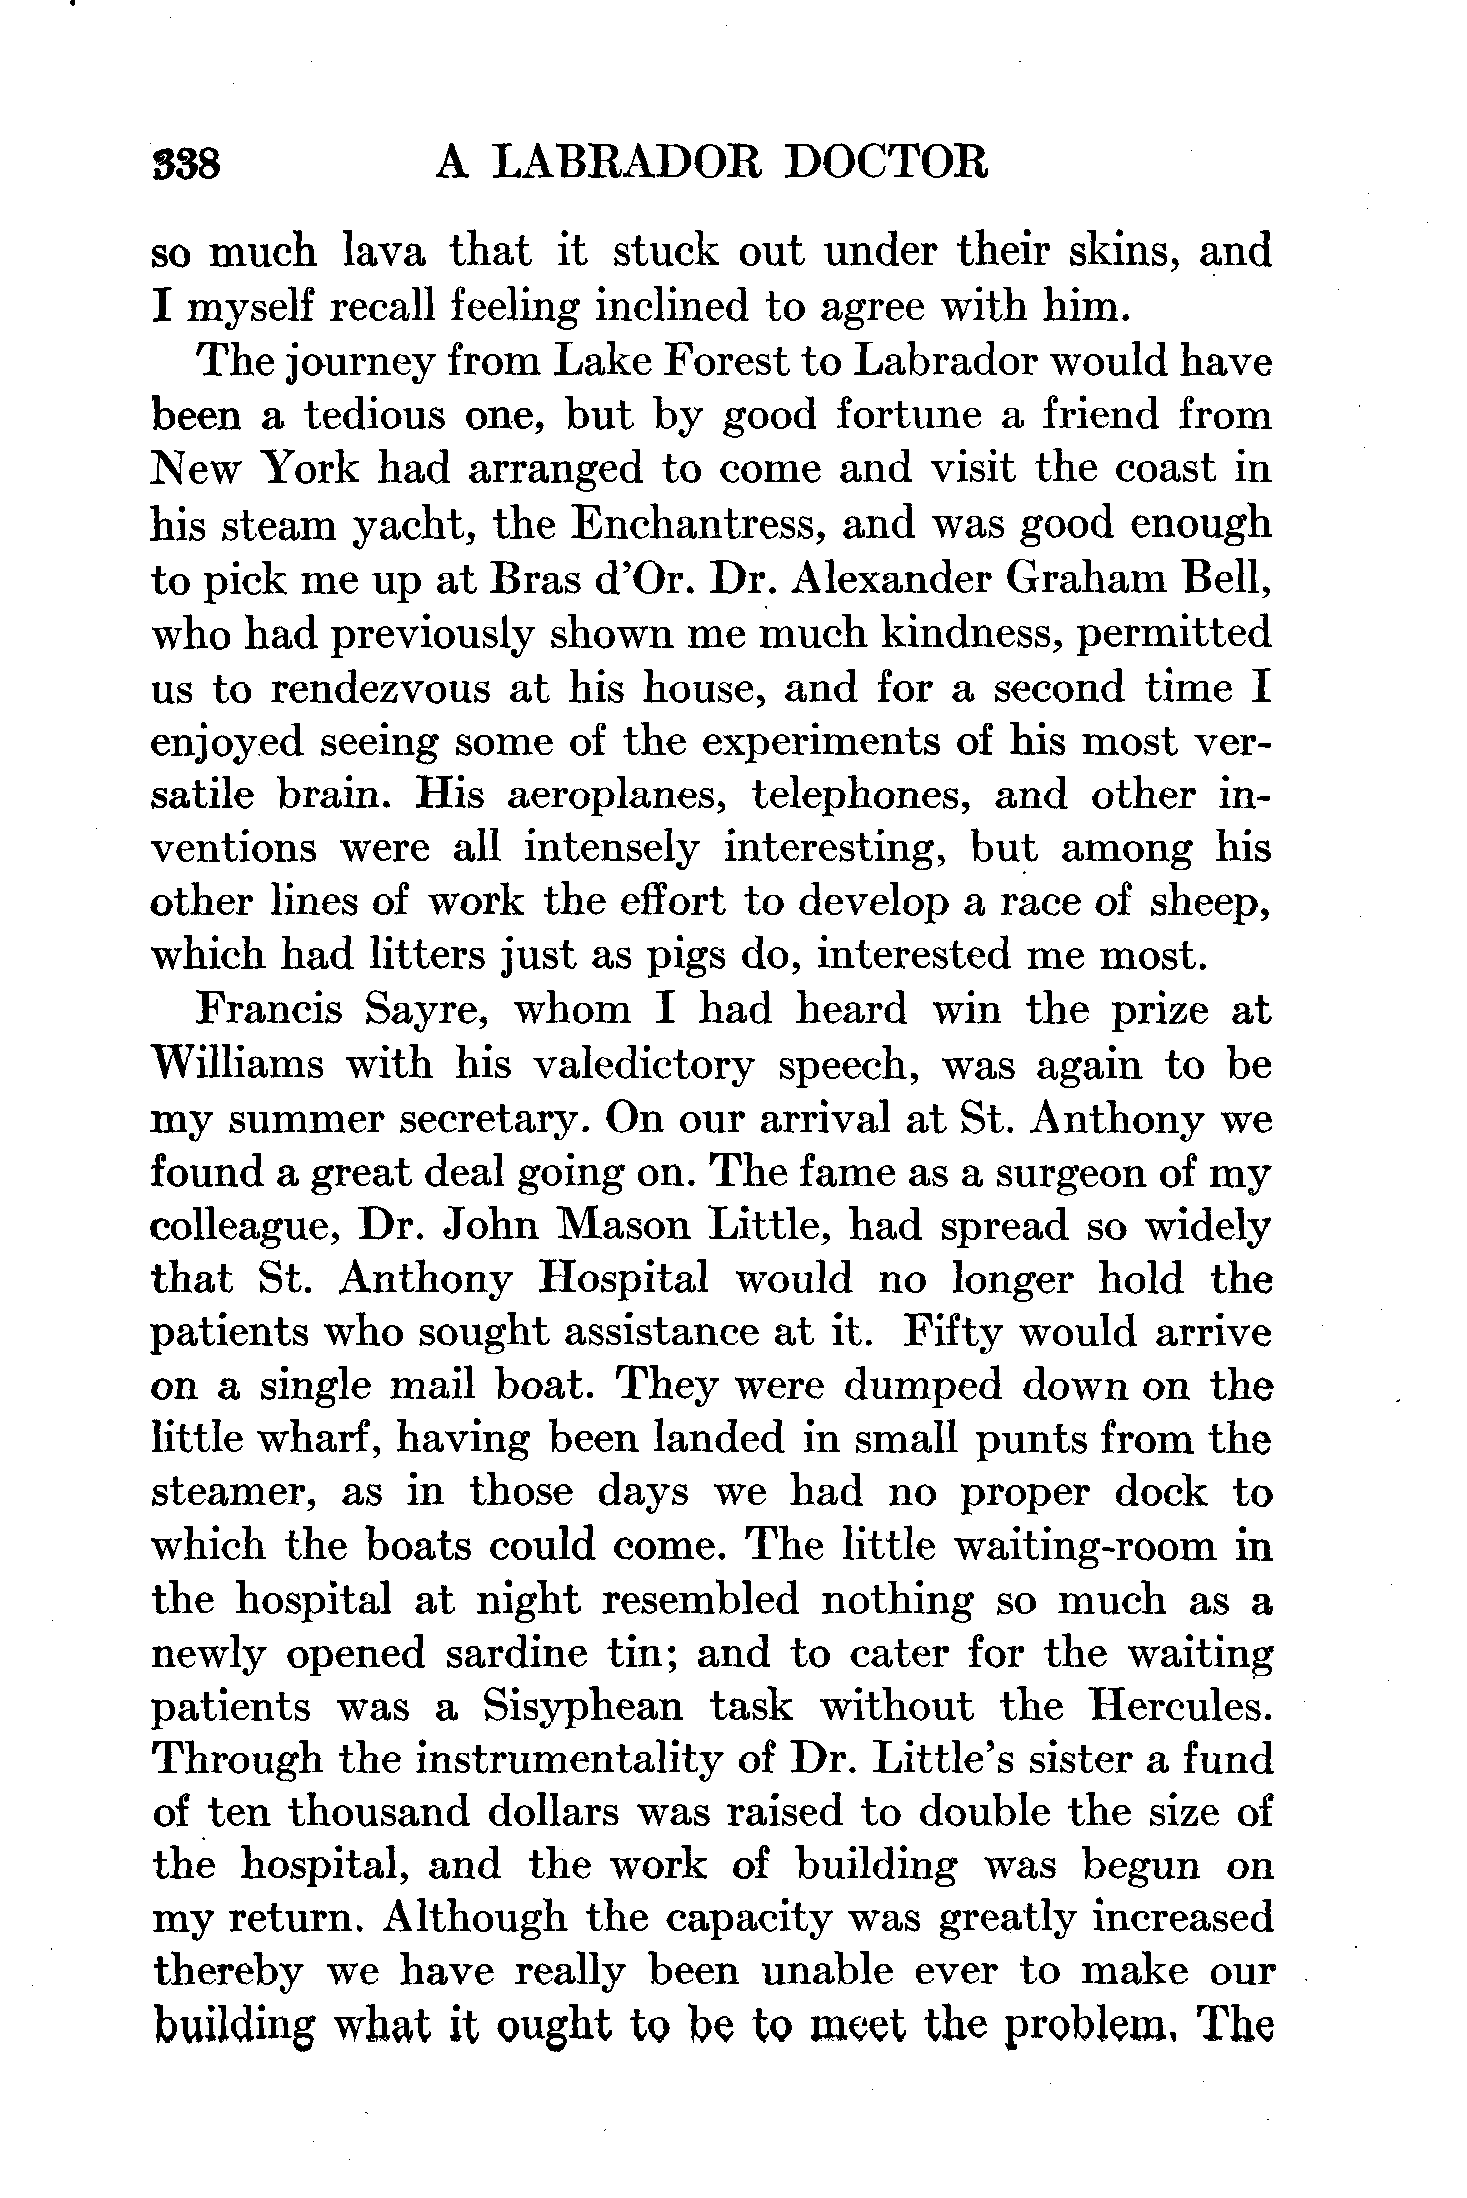 338 A LABRADOR DOCTOR
so much lava that it stuck out under their skins, and
I myself recall feeling inclined to agree with him.
The journey from Lake Forest to Labrador would have
been a tedious one, but by good fortune a friend from
New York had arranged to come and visit the coast in
his steam yacht, the Enchantress, and was good enough
to pick me up at Bras d'Or. Dr. Alexander Graham Bell,
who had previously shown me much kindness, permitted
us to rendezvous at his house, and for a second time I
enjoyed seeing some of the experiments of his most ver-
satile brain. His aeroplanes, telephones, and other in-
ventions were all intensely interesting, but among his
other lines of work the effort to develop a race of sheep,
which had litters just as pigs do, interested me most.
Francis Sayre, whom I had heard win the prize at
Williams with his valedictory speech, was again to be
my summer secretary. On our arrival at St. Anthony we
found a great deal going on. The fame as a surgeon of my
colleague, Dr. John Mason Little, had spread so widely
that St. Anthony Hospital would no longer hold the
patients who sought assistance at it. Fifty would arrive
on a single mail boat. They were dumped down on the
little wharf, having been landed in small punts from the
steamer, as in those days we had no proper dock to
which the boats could come. The little waiting-room in
the hospital at night resembled nothing so much as a
newly opened sardine tin; and to cater for the waiting
patients was a Sisyphean task without the Hercules.
Through the instrumentality of Dr. Little's sister a fund
of ten thousand dollars was raised to double the size of
the hospital, and the work of building was begun on
my return. Although the capacity was greatly increased
thereby we have really been unable ever to make our
building what it ought to be to meet the problem. The